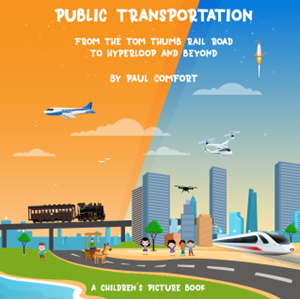 PUBLIC TRANSPORTATION
FROM THE TOM THUMB RAIL ROAD
TO HYPERLOOP AND BEYOND
BY PAUL COMFORT
A CHILDREN'S PICTURE BOOK